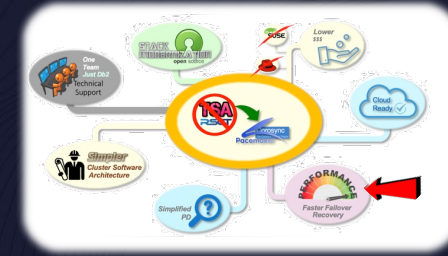 One
Team
Just Db2
Technical
Support
STACK
MODERNIZATION
open source
SUSE
Lower
$$$
TSA
RSCT
Corosync
Pacemaker
Cloud
Ready
Simpler
Cluster Software
Architecture
Simplified
PD
PERFORMANCE
Faster Failover
Recovery